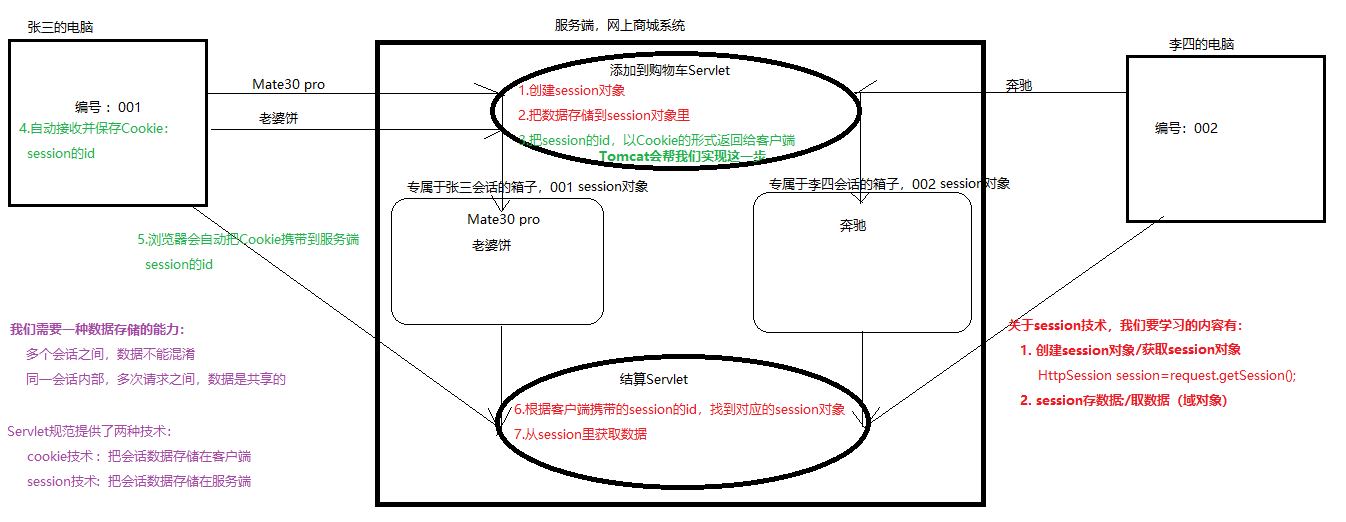 张三的电脑
服务端，网上商城系统
李四的电脑
添加到购物车Servlet
Mate30 pro
奔驰
1.创建session对象
编号：001
老婆饼
2.把数据存储到session对象里
编号：002
4.自动接收并保存Cookie：
session的id
3.把session的id，以Cookie的形式返回给客户端
Tomcat会帮我们实现这一步
专属于张三会话的箱子，001 session对象
专属于李四会话的箱子，002 session对象
Mate30 pro
老婆饼
奔驰
5.浏览器会自动把Cookie携带到服务端
session的id
我们需要一种数据存储的能力：
多个会话之间，数据不能混淆
同一会话内部，多次请求之间，数据是共享的
关于session技术，我们要学习的内容有：
1. 创建session对象/获取session对象
HttpSession session=request.getSession();
2. session存数据;/取数据（域对象）
结算Servlet
6.根据客户端携带的session的id，找到对应的session对象
7.从session里获取数据
Servlet规范提供了两种技术：
cookie技术：把会话数据存储在客户端
session技术：把会话数据存储在服务端